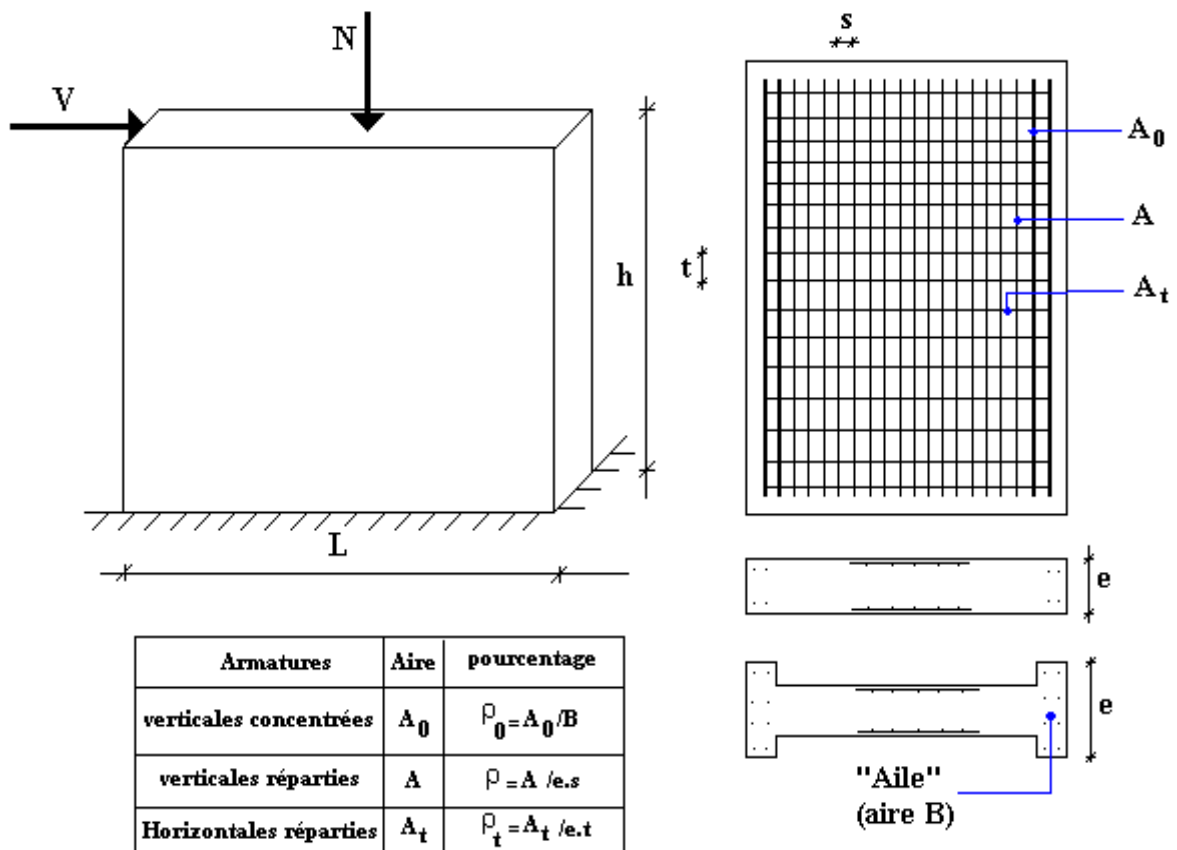 N
V
h
L
s
t
A0
A
At
e
e
"Aile"
(aire B)
Armatures Aire pourcentage
verticales concentrées A0 ρ0=A0/B
verticales réparties A ρ=A /e.s
Horizontales réparties At ρt=At /e.t